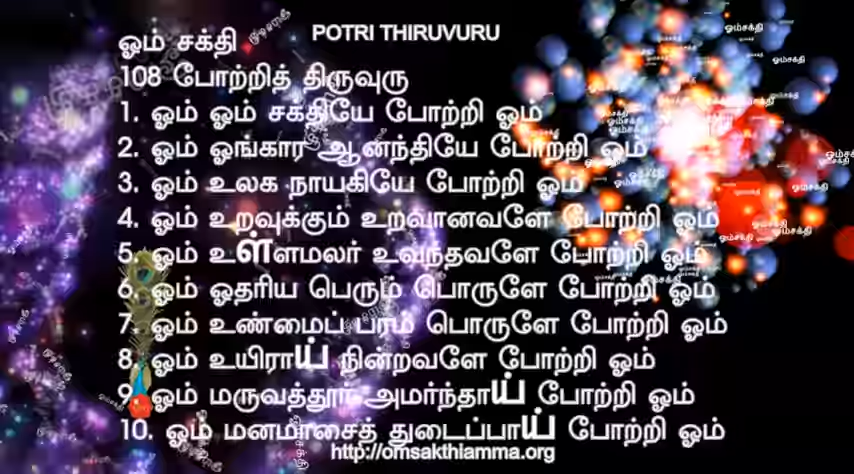 POTRI THIRUVURU
ஓம் சக்தி
108 போற்றித் திருவுரு
1. ஓம் ஓம் சக்தியே போற்றி ஓம்
2. ஓம் ஓங்கார ஆனந்தியே போற்றி ஓம்
3. ஓம் உலக நாயகியே போற்றி ஓம்
4. ஓம் உறவுக்கும் உறவானவளே போற்றி ஓம்
5. ஓம் உள்ளமலர் உவந்தவளே போற்றி ஓம்
6. ஓம் ஓதரிய பெரும் பொருளே போற்றி ஓம்
7. ஓம் உண்மைப் பரம் பொருளே போற்றி ஓம்
8. ஓம் உயிராய் நின்றவளே போற்றி ஓம்
9. ஓம் மருவத்தூர் அமர்ந்தாய் போற்றி ஓம்
10. ஓம் மனமாசைத் துடைப்பாய் போற்றி ஓம்
http://omsakthiamma.org